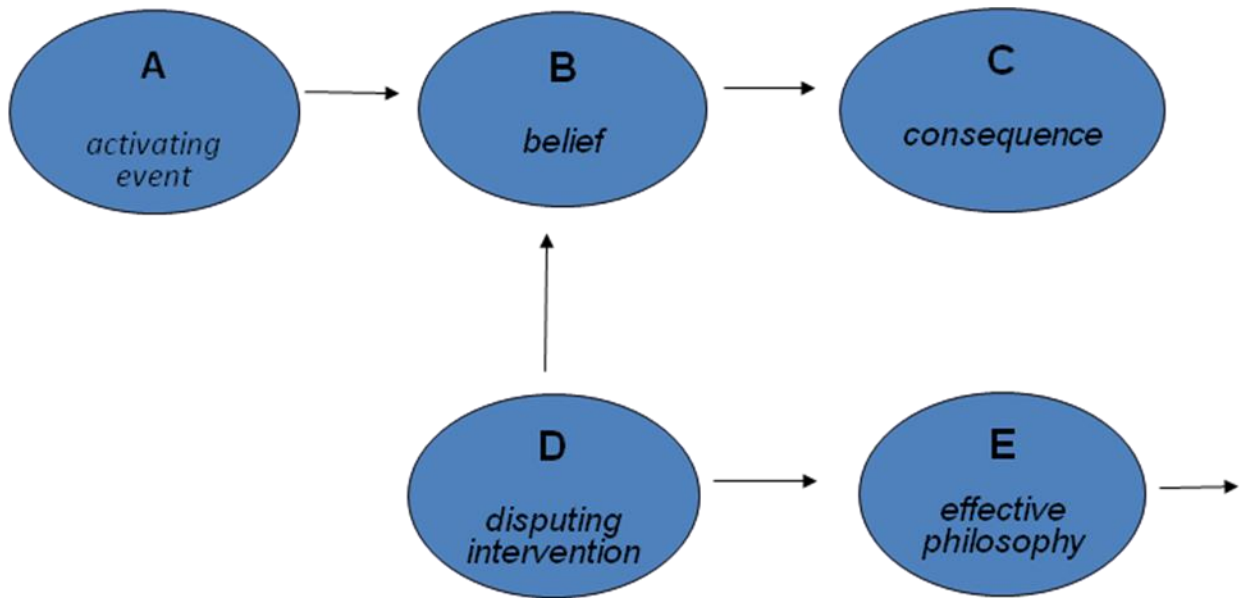 A
activating
event
B
belief
C
consequence
D
disputing
intervention
E
effective
philosophy